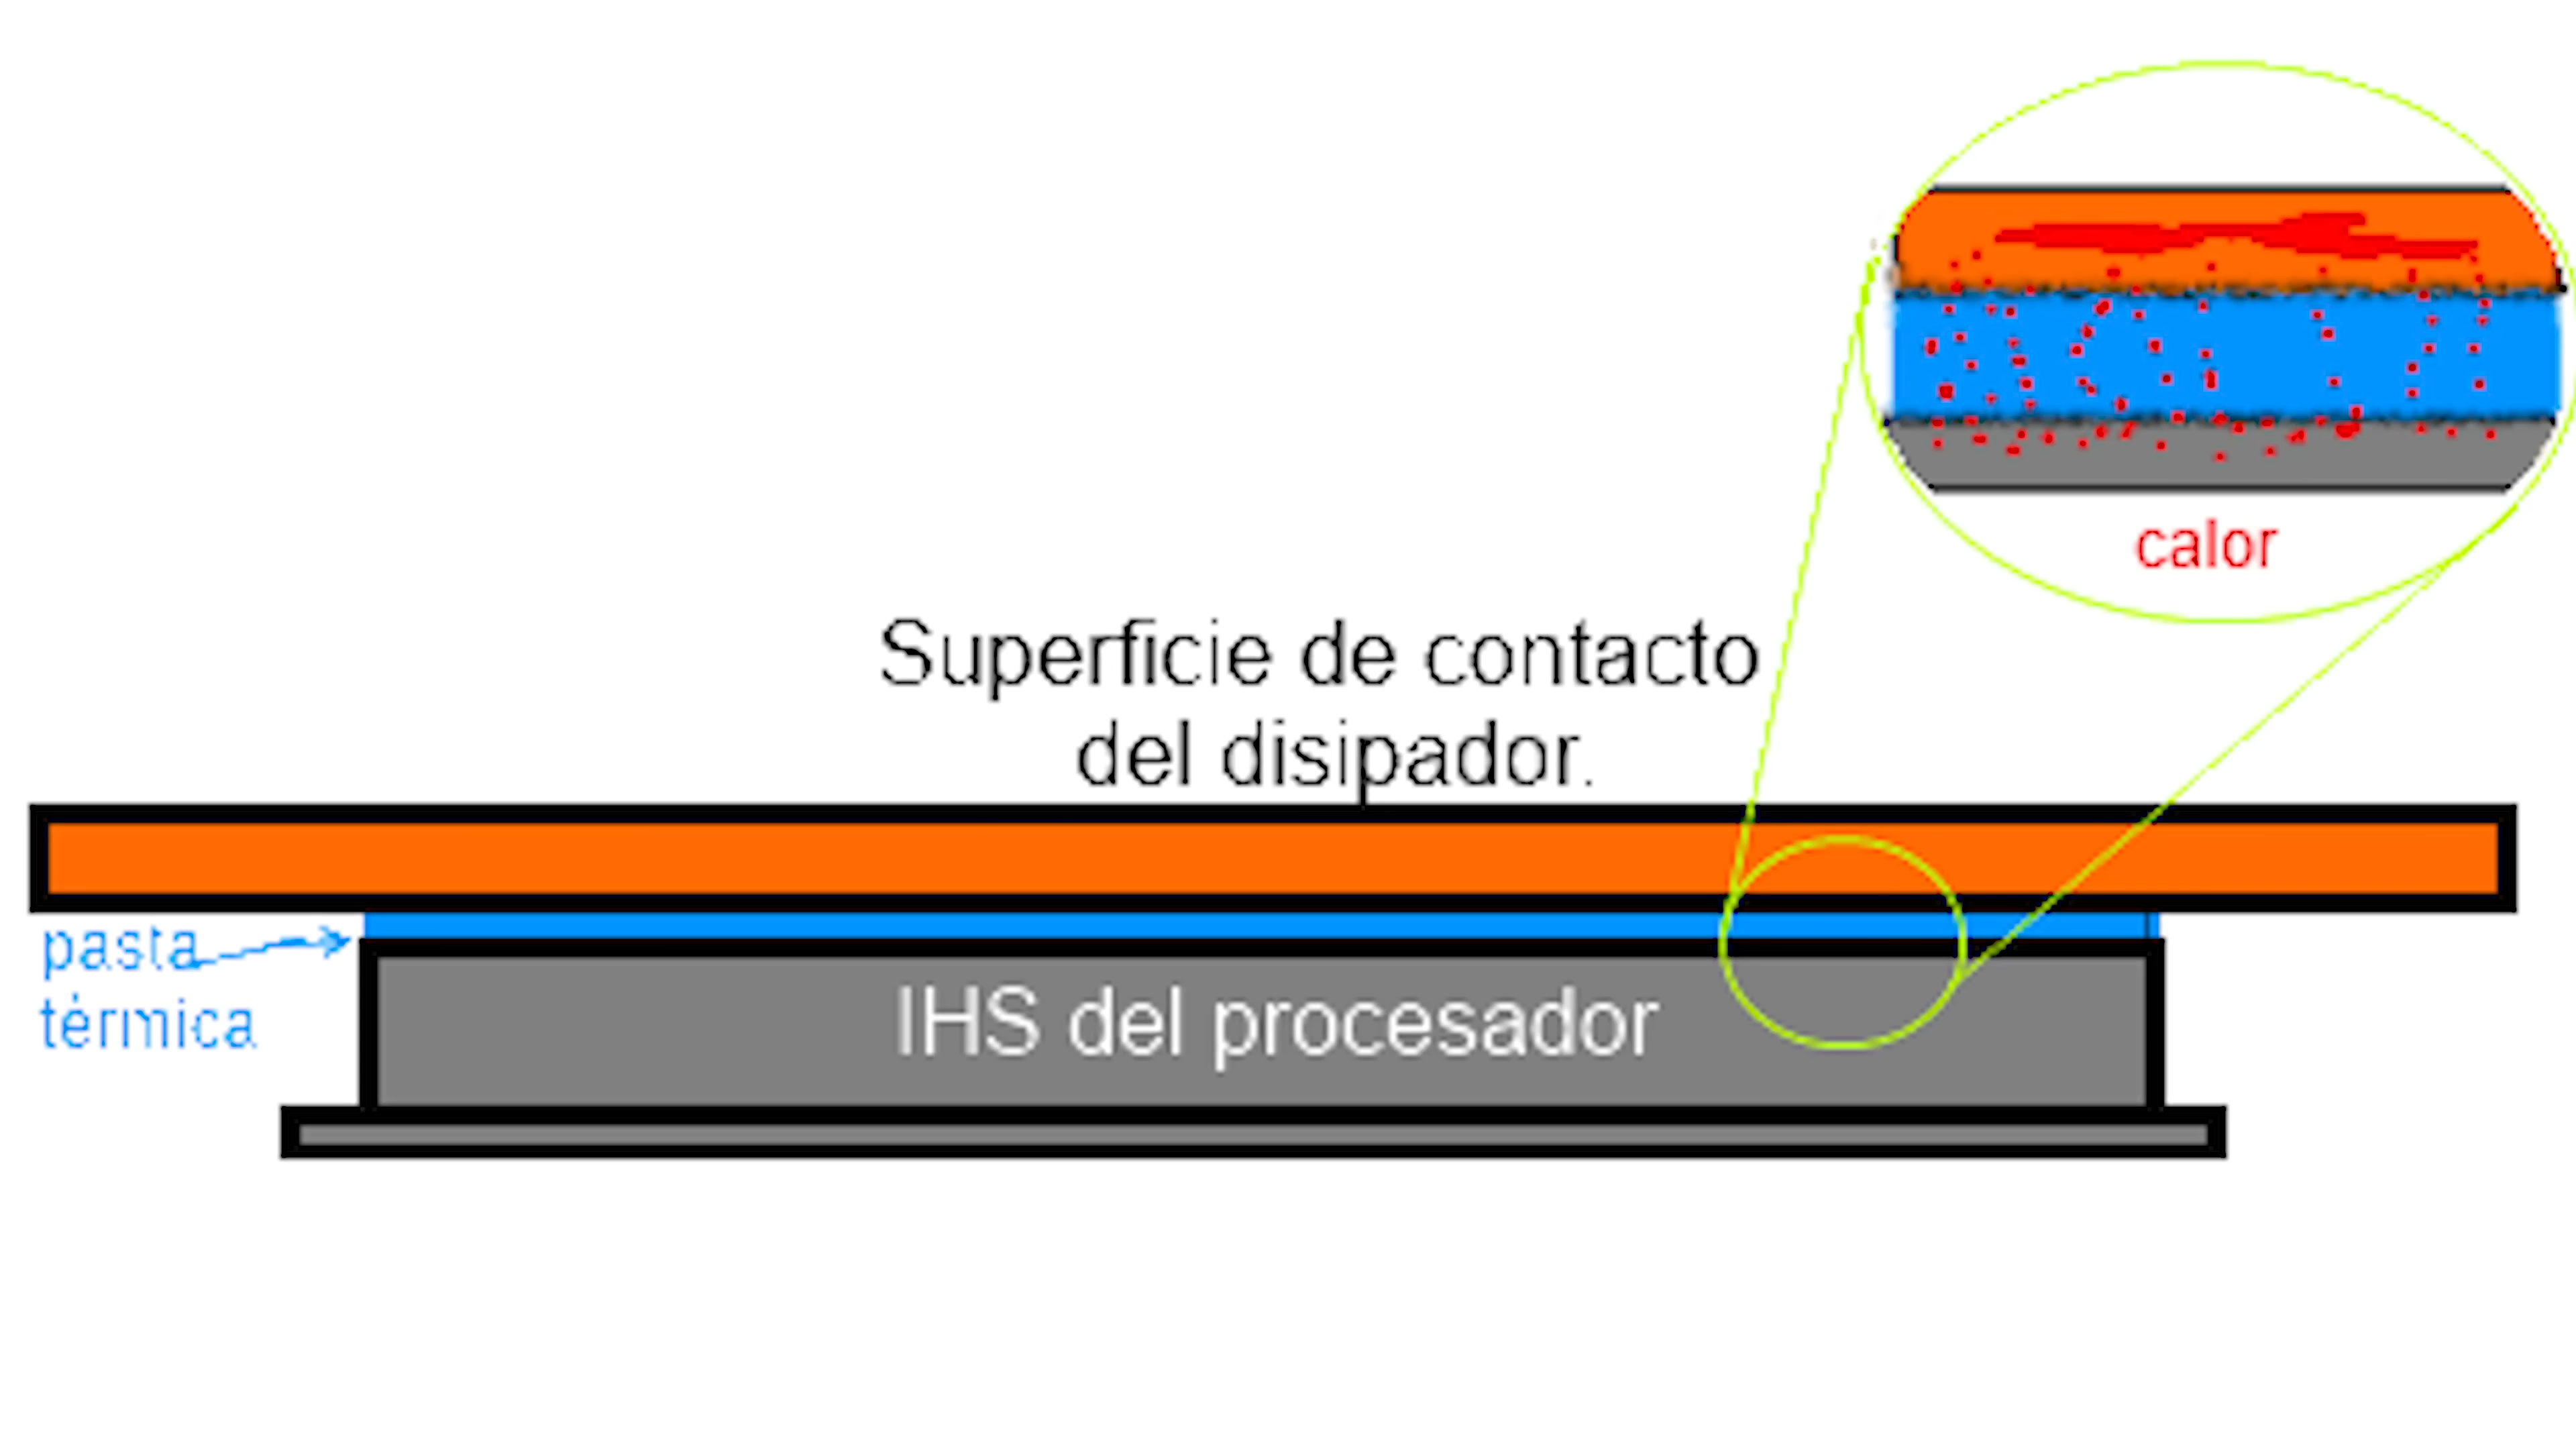 calor
Superficie de contacto
del disipador.
pasta
térmica
IHS del procesador